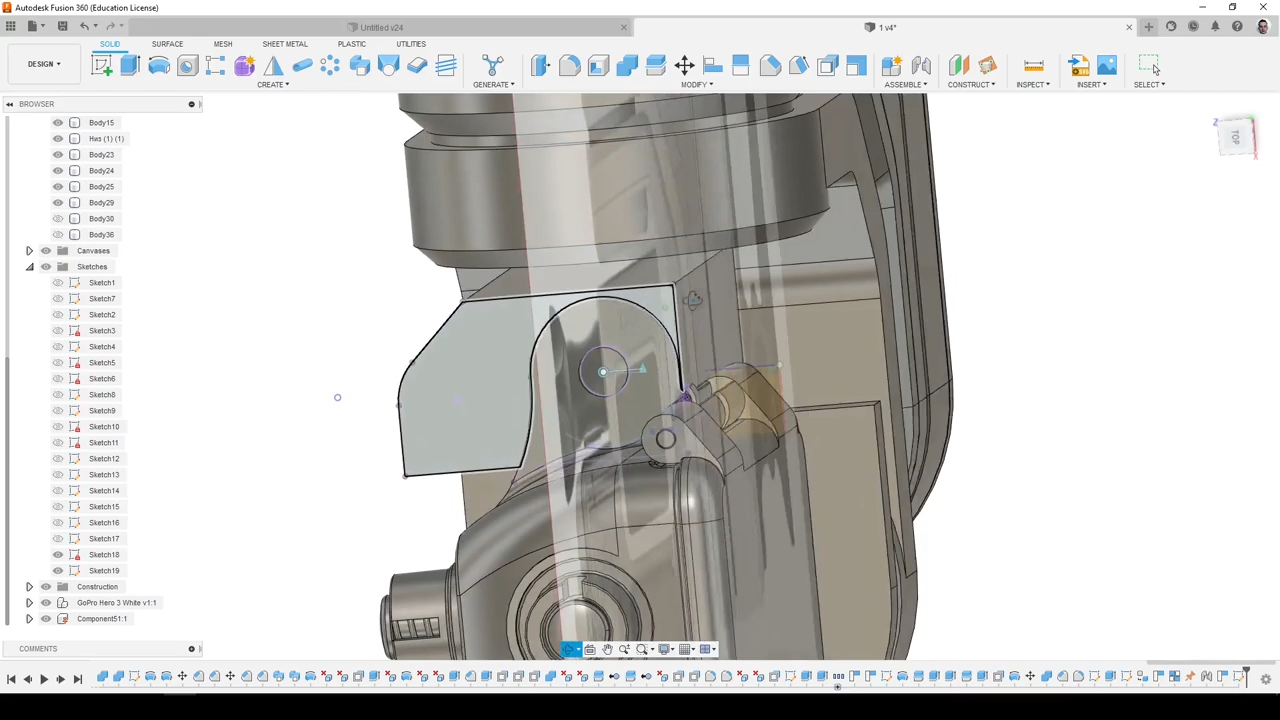 Autodesk Fusion 360 (Education License)
Untitled v24
1 v4*
DESIGN
SOLID
SURFACE
MESH
SHEET METAL
PLASTIC
UTILITIES
CREATE
GENERATE
MODIFY
ASSEMBLE
CONSTRUCT
INSPECT
INSERT
SELECT
BROWSER
Body15
Низ (1) (1)
Body23
Body24
Body25
Body29
Body30
Body36
Canvases
Sketches
Sketch1
Sketch7
Sketch2
Sketch3
Sketch4
Sketch5
Sketch6
Sketch8
Sketch9
Sketch10
Sketch11
Sketch12
Sketch13
Sketch14
Sketch15
Sketch16
Sketch17
Sketch18
Sketch19
Construction
GoPro Hero 3 White v1:1
Component51:1
COMMENTS
Z
TOP